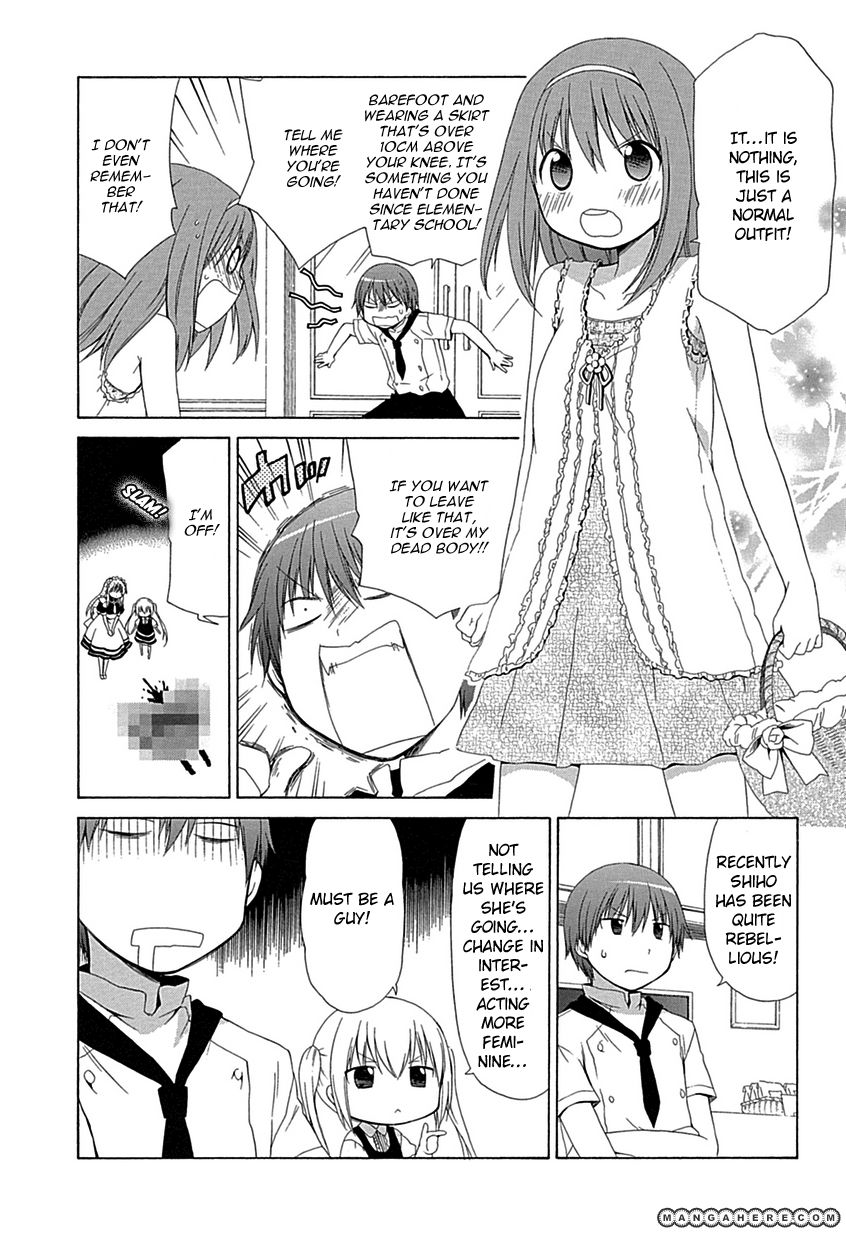 IT...IT IS
NOTHING,
THIS IS
JUST A
NORMAL
OUTFIT!
BAREFOOT AND
WEARING A SKIRT
THAT'S OVER
10CM ABOVE
YOUR KNEE. IT'S
SOMETHING YOU
HAVEN'T DONE
SINCE ELEMEN-
TARY SCHOOL!
TELL ME
WHERE
YOU'RE
GOING!
I DON'T
EVEN
REMEM-
BER
THAT!
IF YOU WANT
TO LEAVE
LIKE THAT,
IT'S OVER MY
DEAD BODY!!
I'M
OFF!
SLAM!
RECENTLY
SHIHO
HAS BEEN
QUITE
REBEL-
LIOUS!
NOT
TELLING
US WHERE
SHE'S
GOING...
CHANGE IN
INTER-
EST...
ACTING
MORE
FEMI-
NINE...
MUST BE A
GUY!
MANGAHERE.COM